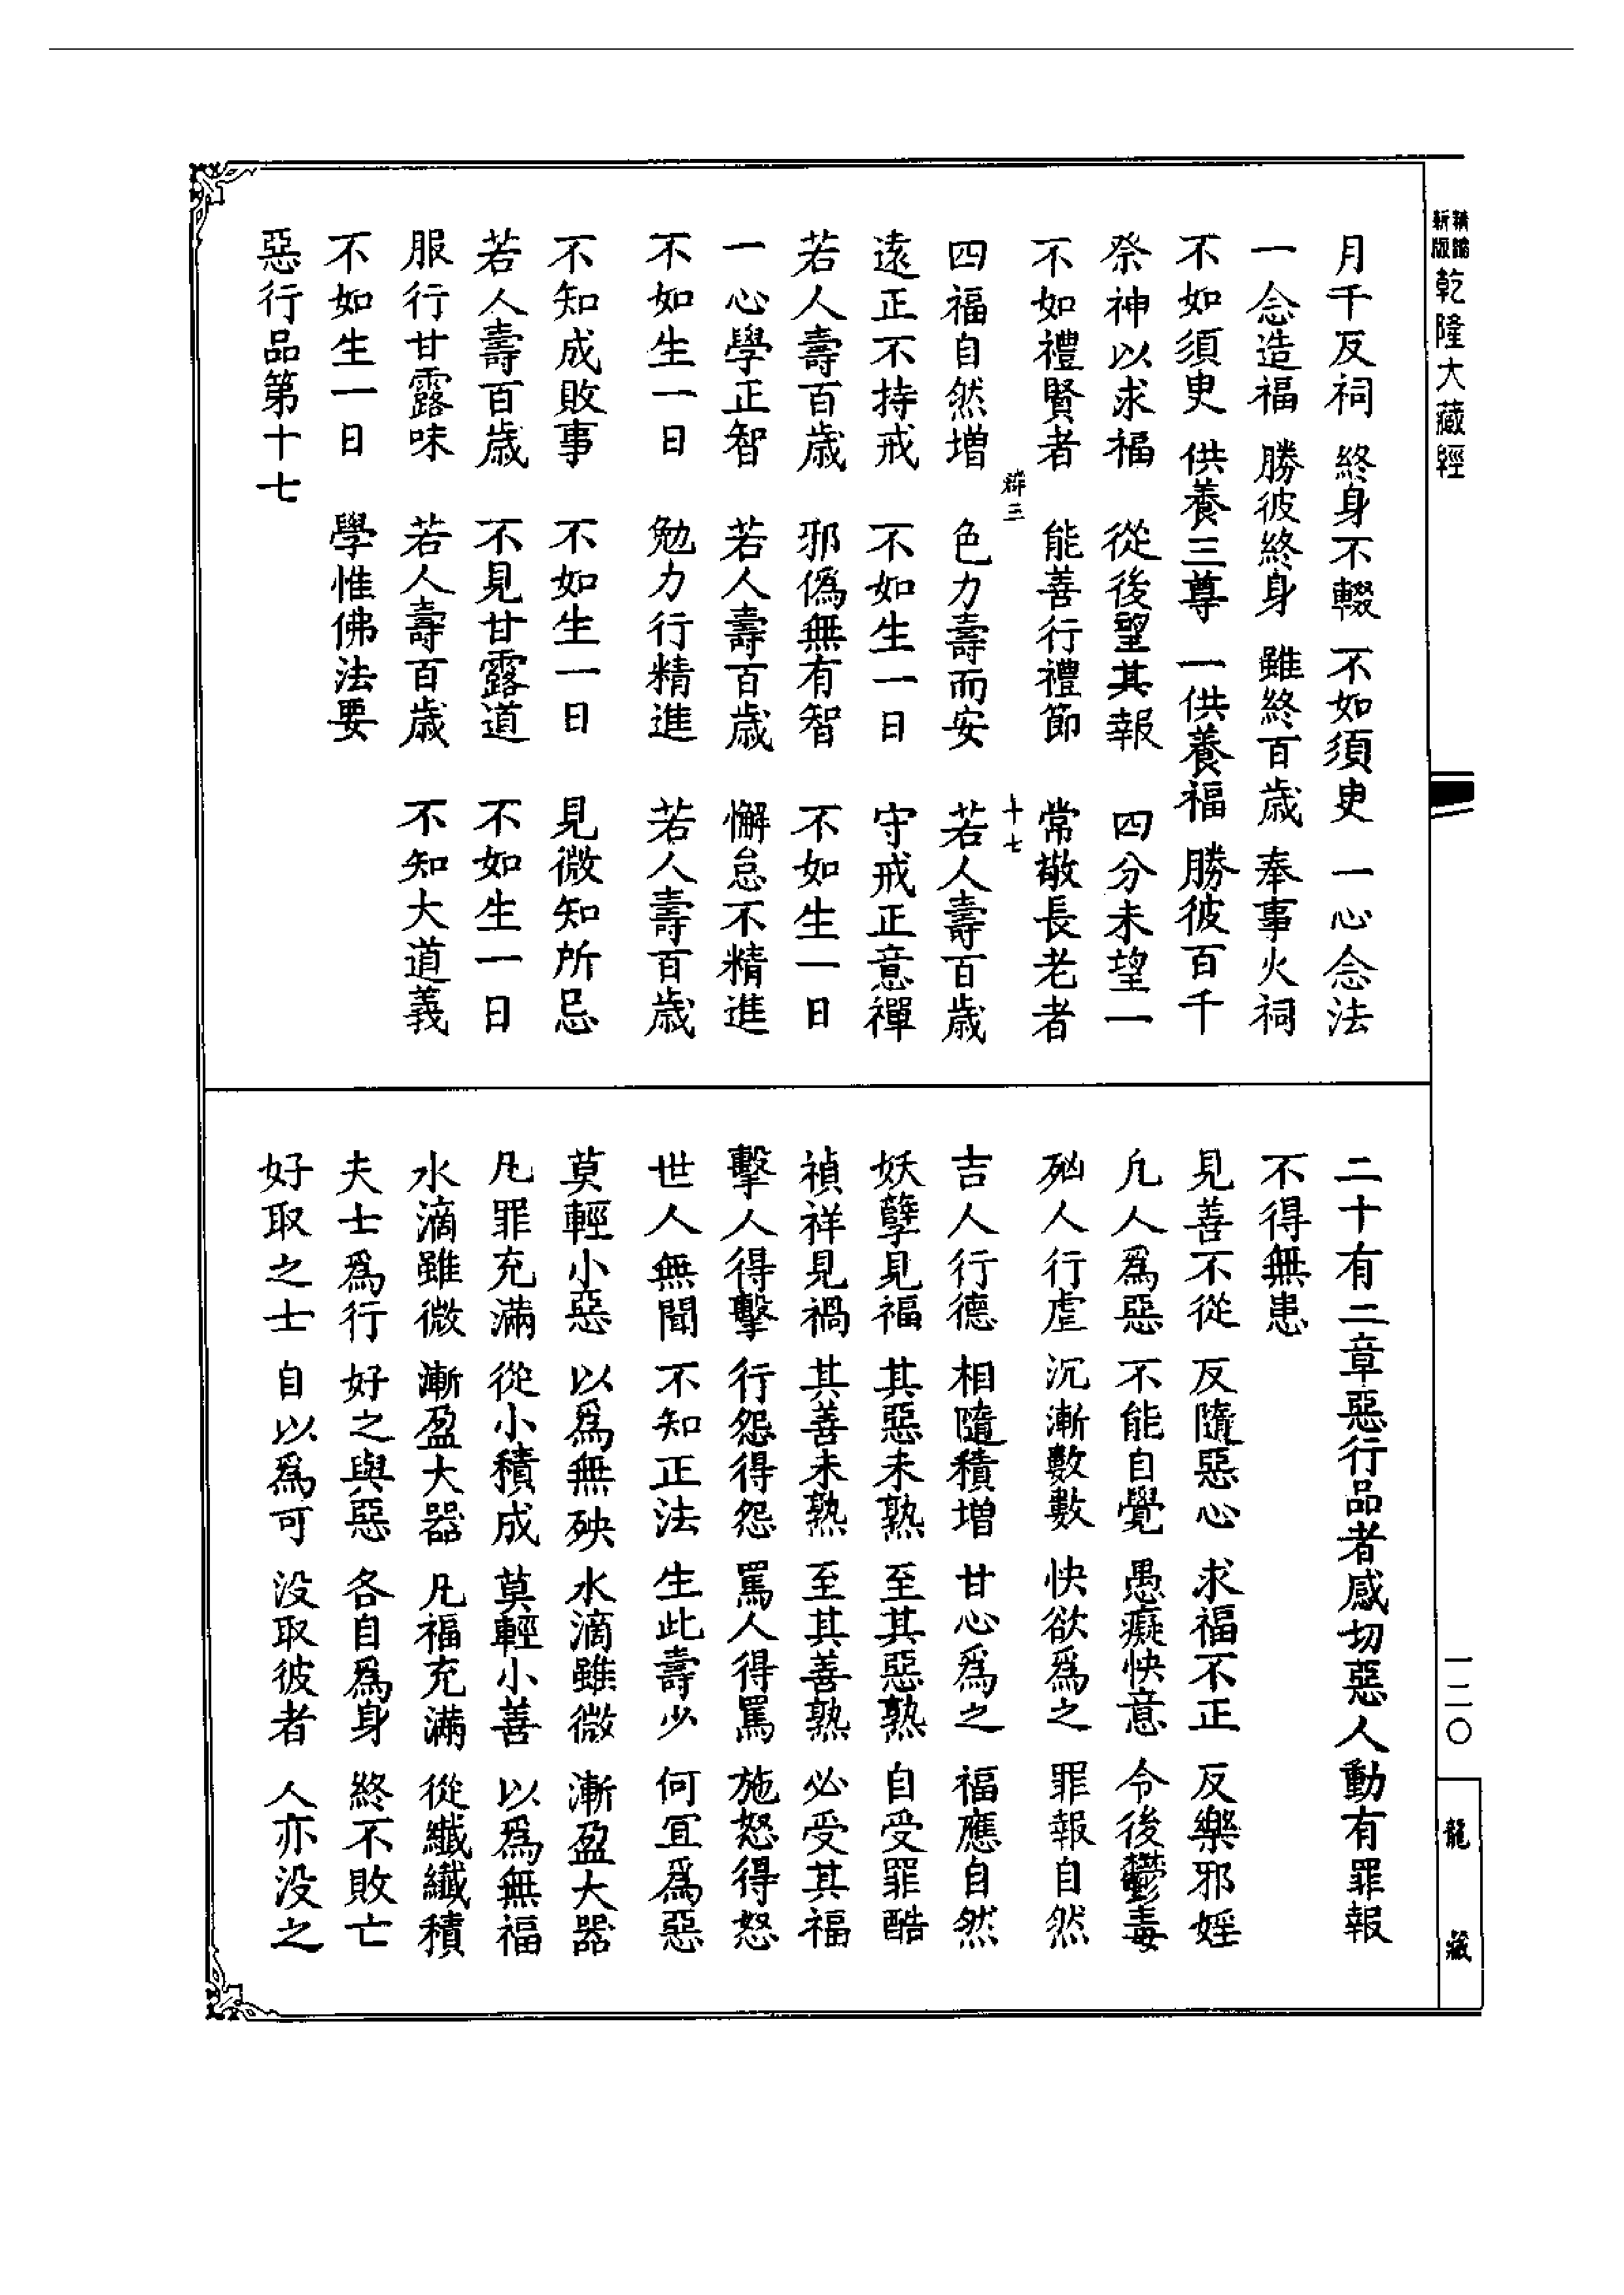 精縮新版 乾隆大藏經
月千反祠 終身不輟 不如須臾 一心念法
一念造福 勝彼終身 雖終百歲 奉事火祠
不如須臾 供養三尊 一供養福 勝彼百千
祭神以求福 從後望其報 四分未望一
不如禮賢者 能善行禮節 常敬長老者
群三 十七
四福自然增 色力壽而安 若人壽百歲
遠正不持戒 不如生一日 守戒正意禪
若人壽百歲 邪偽無有智 不如生一日
一心學正智 若人壽百歲 懈怠不精進
不如生一日 勉力行精進 若人壽百歲
不知成敗事 不如生一日 見微知所忌
若人壽百歲 不見甘露道 不如生一日
服行甘露味 若人壽百歲 不知大道義
不如生一日 學惟佛法要
惡行品第十七
二十有二章惡行品者感切惡人動有罪報
不得無患
見善不從 反隨惡心 求福不正 反樂邪婬
凡人為惡 不能自覺 愚癡快意 令後鬱毒
殃人行虐 沉漸數數 快欲為之 罪報自然
吉人行德 相隨積增 甘心為之 福應自然
妖孽見福 其惡未熟 至其惡熟 自受罪酷
禎祥見禍 其善未熟 至其善熟 必受其福
擊人得擊 行怨得怨 罵人得罵 施怒得怒
世人無聞 不知正法 生此壽少 何宜為惡
莫輕小惡 以為無殃 水滴雖微 漸盈大器
凡罪充滿 從小積成 莫輕小善 以為無福
水滴雖微 漸盈大器 凡福充滿 從纖纖積
夫士為行 好之與惡 各自為身 終不敗亡
好取之士 自以為可 沒取彼者 人亦沒之
一二〇
龍藏